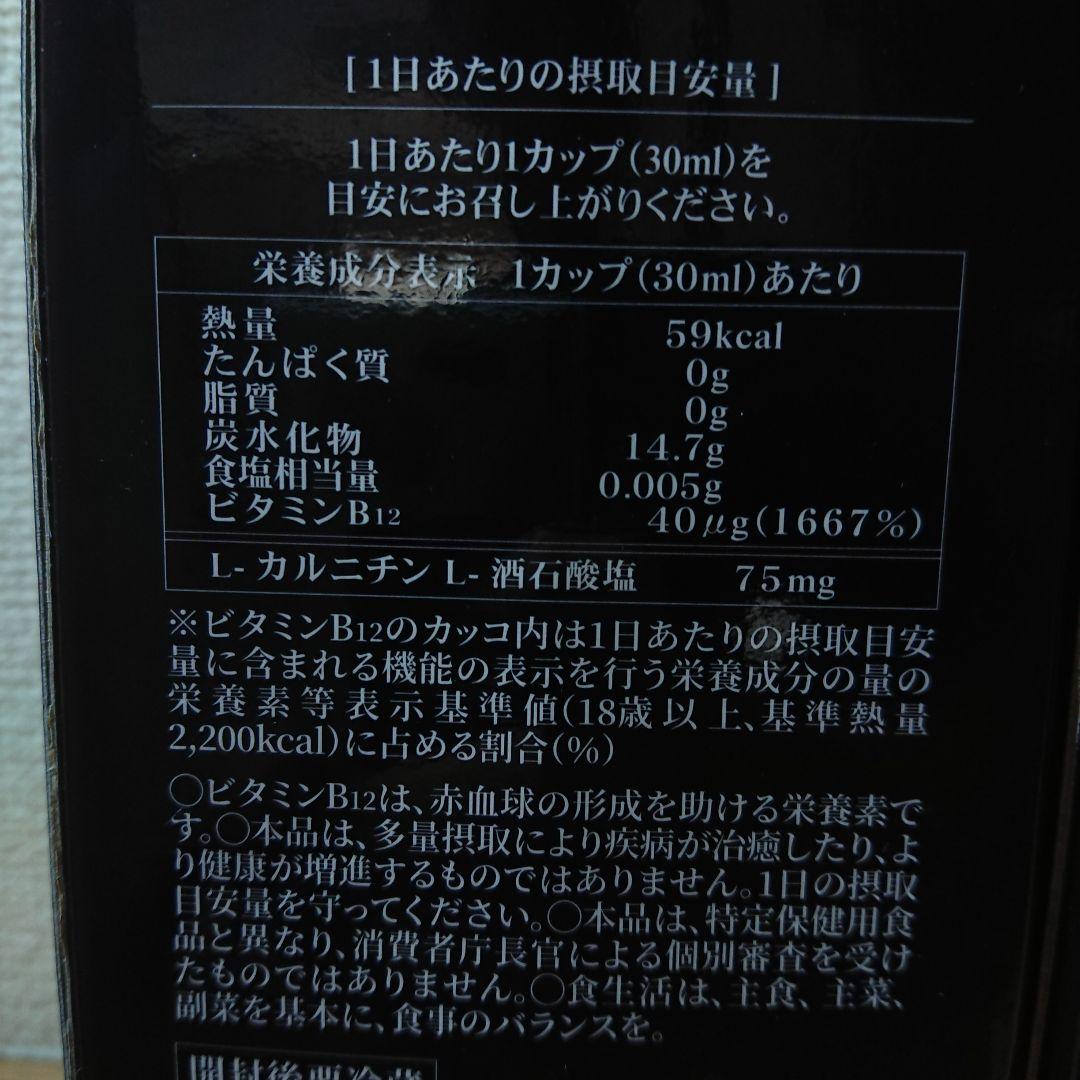 [1日あたりの摂取目安量]
1日あたり1カップ(30ml)を
目安にお召し上がりください。
栄養成分表示 1カップ(30ml)あたり
熱量 59kcal
たんぱく質 0g
脂質 0g
炭水化物 14.7g
食塩相当量 0.005g
ビタミンB12 40μg(1667%)
L-カルニチン L-酒石酸塩 75mg
※ビタミンB12のカッコ内は1日あたりの摂取目安
量に含まれる機能の表示を行う栄養成分の量の
栄養素等表示基準値(18歳以上、基準熱量
2,200kcal)に占める割合(%)
◯ビタミンB12は、赤血球の形成を助ける栄養素で
す。◯本品は、多量摂取により疾病が治癒したり、よ
り健康が増進するものではありません。1日の摂取
目安量を守ってください。◯本品は、特定保健用食
品と異なり、消費者庁長官による個別審査を受け
たものではありません。◯食生活は、主食、主菜、
副菜を基本に、食事のバランスを。
開封後要冷蔵